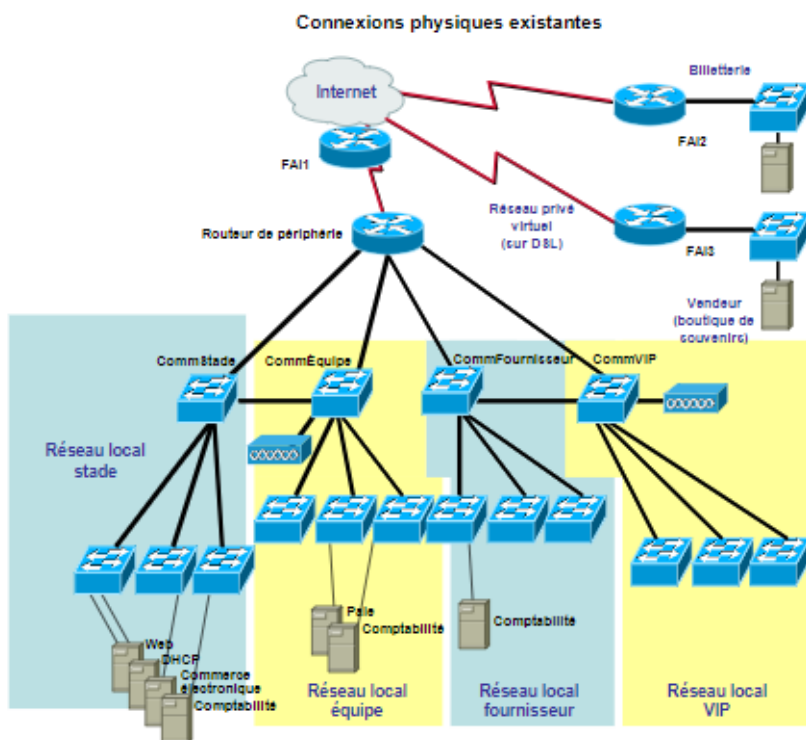 Connexions physiques existantes
Internet
Billetterie
FAI1
FAI2
Routeur de périphérie
Réseau privé
virtuel
(sur DSL)
FAI3
Vendeur
(boutique de
souvenirs)
CommStade
CommÉquipe
CommFournisseur
CommVIP
Réseau local
stade
Web
DHCP
Commerce
électronique
Comptabilité
Paie
Comptabilité
Comptabilité
Réseau local
équipe
Réseau local
fournisseur
Réseau local
VIP